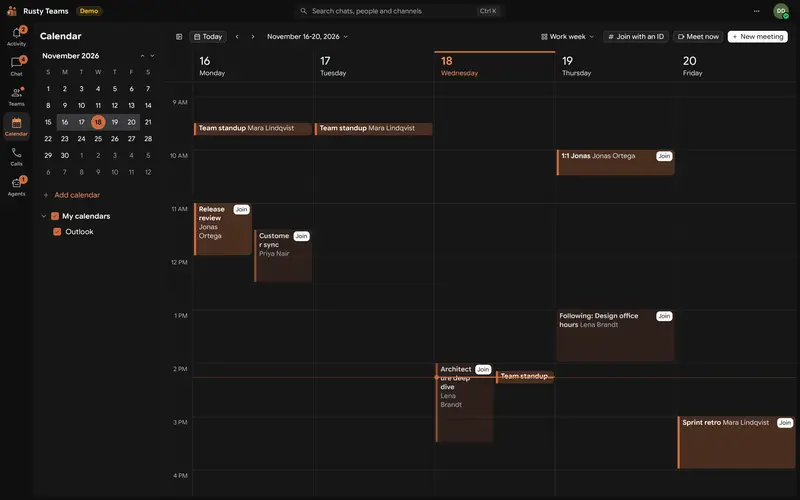 Rusty Teams Demo
Search chats, people and channels Ctrl K
DD
2
Activity
4
Chat
Teams
Calendar
Calls
1
Agents
Calendar
November 2026
S M T W T F S
1 2 3 4 5 6 7
8 9 10 11 12 13 14
15 16 17 18 19 20 21
22 23 24 25 26 27 28
29 30 1 2 3 4 5
6 7 8 9 10 11 12
+ Add calendar
My calendars
Outlook
Today
November 16-20, 2026
Work week
# Join with an ID
Meet now
+ New meeting
16
Monday
17
Tuesday
18
Wednesday
19
Thursday
20
Friday
9 AM
10 AM
11 AM
12 PM
1 PM
2 PM
3 PM
4 PM
Team standup Mara Lindqvist
Release
review
Jonas
Ortega
Join
Custome
r sync
Priya Nair
Join
Team standup Mara Lindqvist
Architect
ure deep
dive
Lena
Brandt
Join
Team standup
1:1 Jonas Jonas Ortega
Join
Following: Design office
hours Lena Brandt
Join
Sprint retro Mara Lindqvist
Join